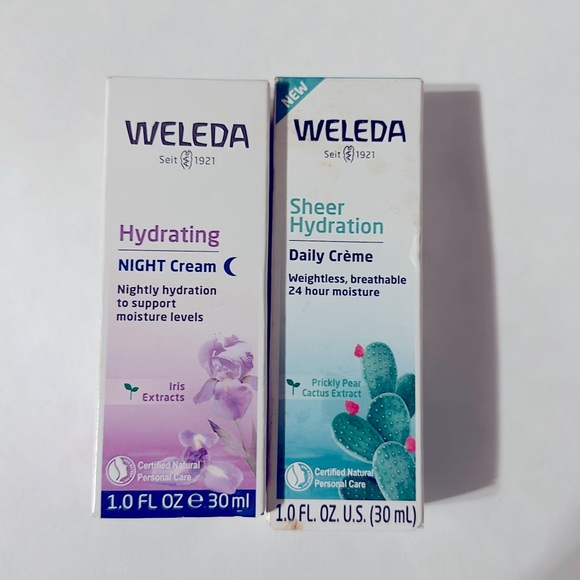 WELEDA
Seit 1921
Hydrating
NIGHT Cream
Nightly hydration
to support
moisture levels
Iris
Extracts
Certified Natural
Personal Care
1.0 FL OZ e 30 ml
NEW
WELEDA
Seit 1921
Sheer
Hydration
Daily Crème
Weightless, breathable
24 hour moisture
Prickly Pear
Cactus Extract
Certified Natural
Personal Care
1.0 FL. OZ. U.S. (30 mL)